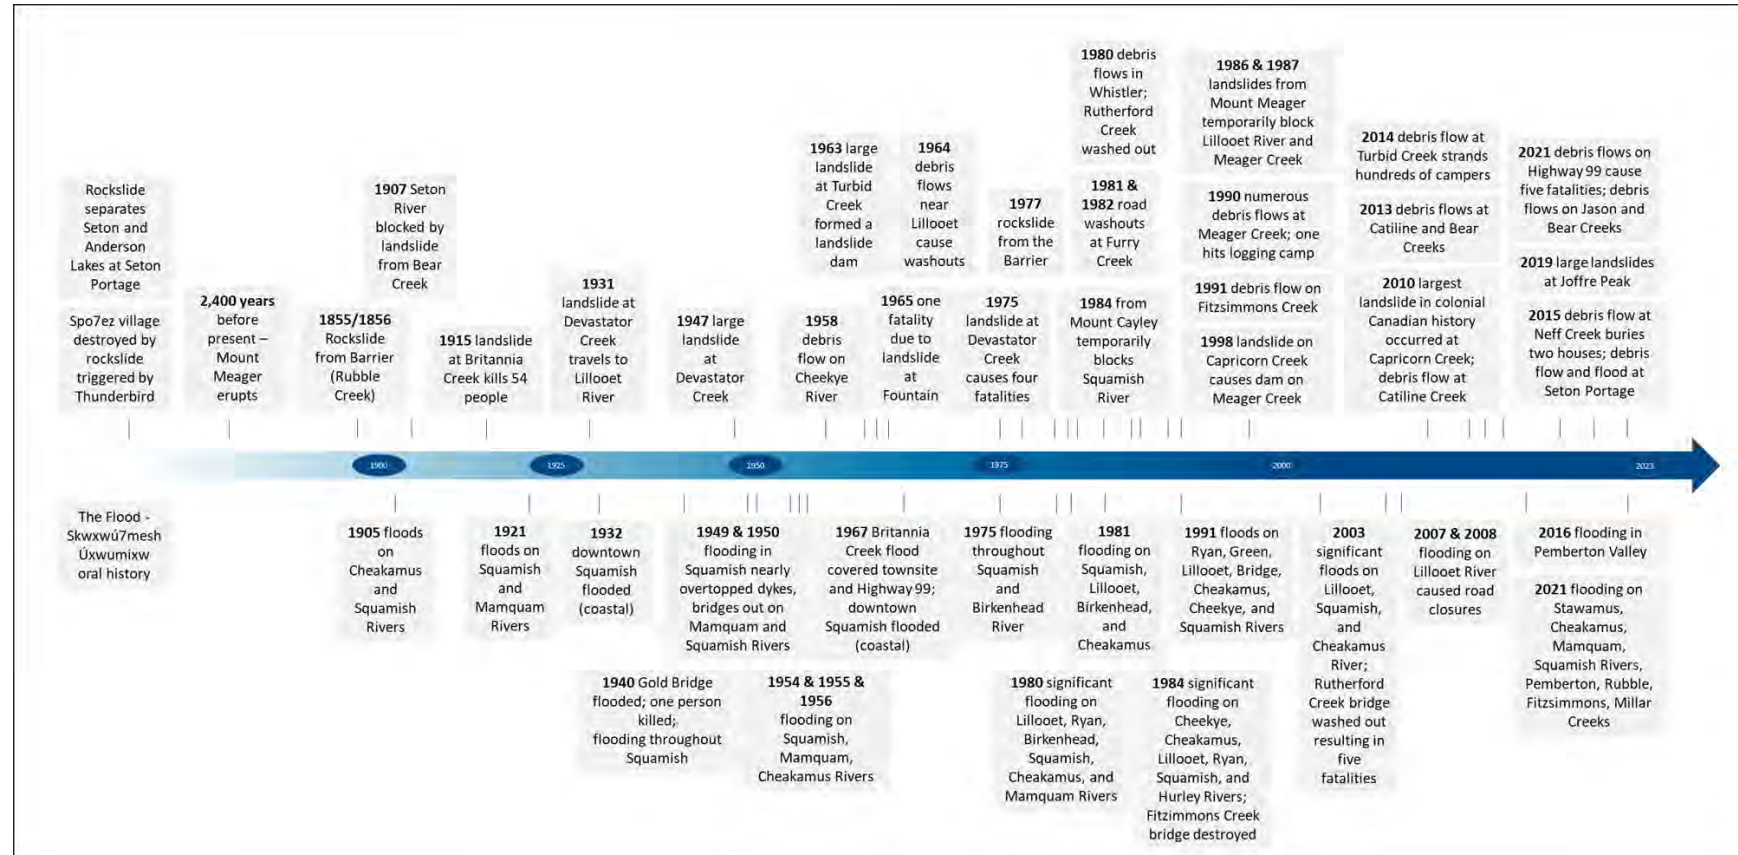 Rockslide
separates
Seton and
Anderson
Lakes at Seton
Portage
Spo7ez village
destroyed by
rockslide
triggered by
Thunderbird
2,400 years
before
present –
Mount
Meager
erupts
1855/1856
Rockslide
from Barrier
(Rubble
Creek)
1907 Seton
River
blocked by
landslide
from Bear
Creek
1915 landslide
at Britannia
Creek kills 54
people
1931
landslide at
Devastator
Creek
travels to
Lillooet
River
1947 large
landslide
at
Devastator
Creek
1963 large
landslide
at Turbid
Creek
formed a
landslide
dam
1958
debris
flow on
Cheekye
River
1964
debris
flows
near
Lillooet
cause
washouts
1965 one
fatality
due to
landslide
at
Fountain
1977
rockslide
from the
Barrier
1975
landslide at
Devastator
Creek
causes four
fatalities
1980 debris
flows in
Whistler;
Rutherford
Creek
washed out
1981 &
1982 road
washouts
at Furry
Creek
1984 from
Mount Cayley
temporarily
blocks
Squamish
River
1986 & 1987
landslides from
Mount Meager
temporarily block
Lillooet River and
Meager Creek
1990 numerous
debris flows at
Meager Creek; one
hits logging camp
1991 debris flow on
Fitzsimmons Creek
1998 landslide on
Capricorn Creek
causes dam on
Meager Creek
2014 debris flow at
Turbid Creek strands
hundreds of campers
2013 debris flows at
Catiline and Bear
Creeks
2010 largest
landslide in colonial
Canadian history
occurred at
Capricorn Creek;
debris flow at
Catiline Creek
2021 debris flows on
Highway 99 cause
five fatalities; debris
flows on Jason and
Bear Creeks
2019 large landslides
at Joffre Peak
2015 debris flow at
Neff Creek buries
two houses; debris
flow and flood at
Seton Portage
1900
1925
1950
1975
2000
2023
The Flood -
Skwxwú7mesh
Úxwumixw
oral history
1905 floods
on
Cheakamus
and
Squamish
Rivers
1921
floods on
Squamish
and
Mamquam
Rivers
1932
downtown
Squamish
flooded
(coastal)
1940 Gold Bridge
flooded; one person
killed;
flooding throughout
Squamish
1949 & 1950
flooding in
Squamish nearly
overtopped dykes,
bridges out on
Mamquam and
Squamish Rivers
1954 & 1955 &
1956
flooding on
Squamish,
Mamquam,
Cheakamus Rivers
1967 Britannia
Creek flood
covered townsite
and Highway 99;
downtown
Squamish flooded
(coastal)
1975 flooding
throughout
Squamish
and
Birkenhead
River
1980 significant
flooding on
Lillooet, Ryan,
Birkenhead,
Squamish,
Cheakamus, and
Mamquam Rivers
1981
flooding on
Squamish,
Lillooet,
Birkenhead,
and
Cheakamus
1984 significant
flooding on
Cheekye,
Cheakamus,
Lillooet, Ryan,
Squamish, and
Hurley Rivers;
Fitzimmons Creek
bridge destroyed
1991 floods on
Ryan, Green,
Lillooet, Bridge,
Cheakamus,
Cheekye, and
Squamish Rivers
2003
significant
floods on
Lillooet,
Squamish,
and
Cheakamus
River;
Rutherford
Creek bridge
washed out
resulting in
five
fatalities
2007 & 2008
flooding on
Lillooet River
caused road
closures
2016 flooding in
Pemberton Valley
2021 flooding on
Stawamus,
Cheakamus,
Mamquam,
Squamish Rivers,
Pemberton, Rubble,
Fitzsimmons, Millar
Creeks